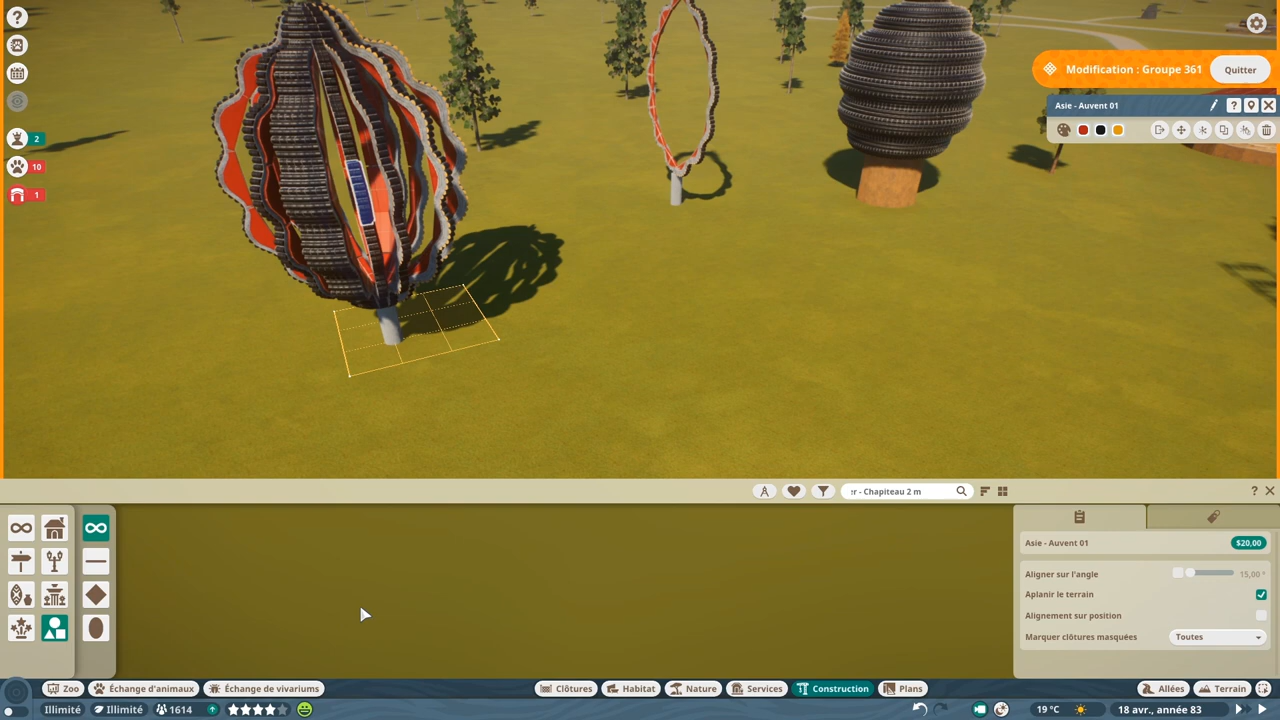 ?
Modification : Groupe 361
Quitter
Asie - Auvent 01
?
2
10
1
r - Chapiteau 2 m
?
Asie - Auvent 01
$20,00
Aligner sur l'angle
15,00 °
Aplanir le terrain
Alignement sur position
Marquer clôtures masquées
Toutes
Zoo
Échange d'animaux
Échange de vivariums
Clôtures
Habitat
Nature
Services
Construction
Plans
Allées
Terrain
Illimité
Illimité
1614
19 °C
18 avr., année 83